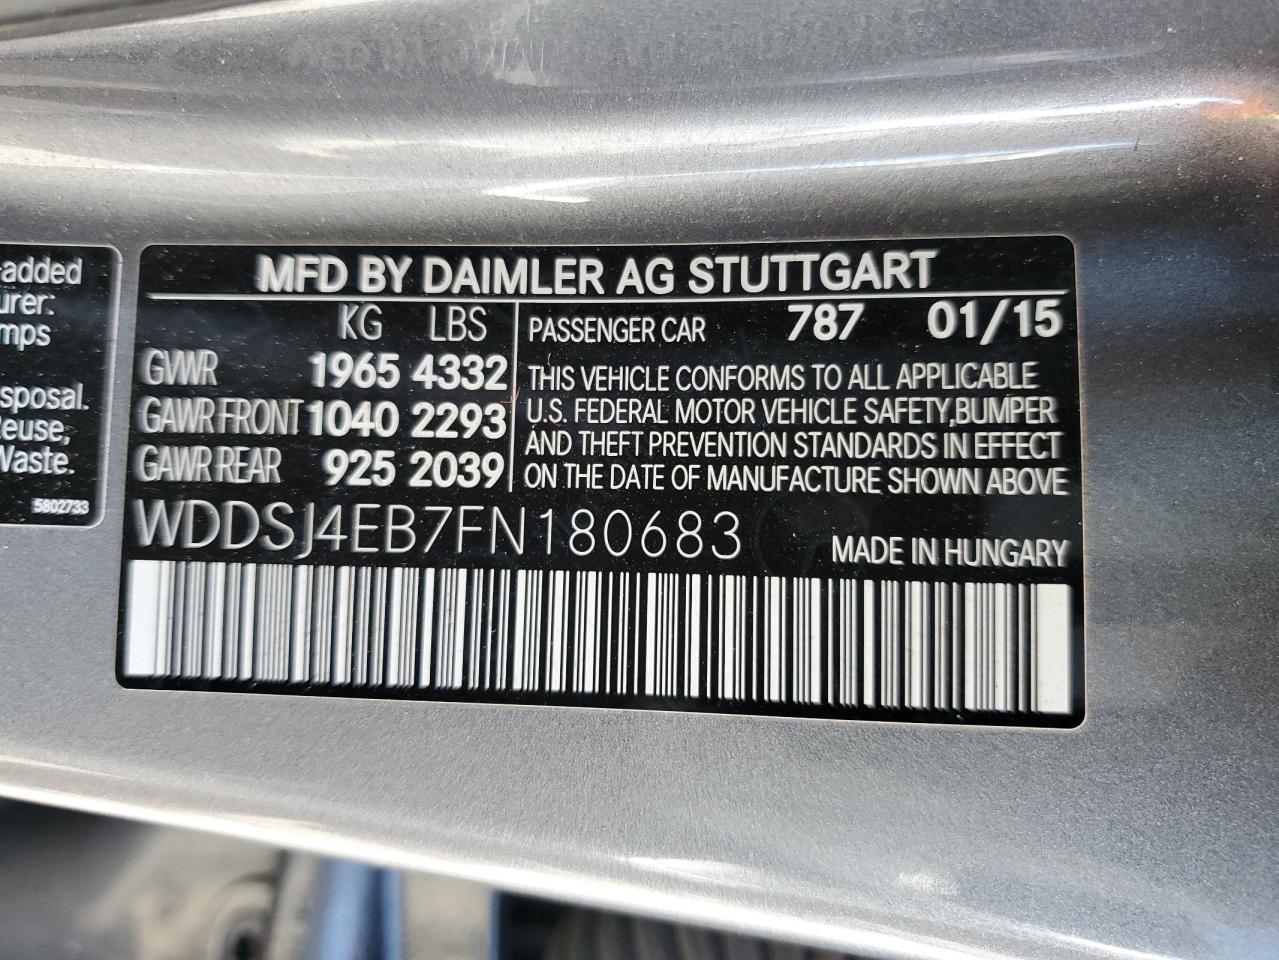 -added
urer:
mps
sposal.
Reuse,
Waste.
5802733
MFD BY DAIMLER AG STUTTGART
KG LBS
GVWR 1965 4332
GAWR FRONT 1040 2293
GAWR REAR 925 2039
PASSENGER CAR 787 01/15
THIS VEHICLE CONFORMS TO ALL APPLICABLE
U.S. FEDERAL MOTOR VEHICLE SAFETY,BUMPER
AND THEFT PREVENTION STANDARDS IN EFFECT
ON THE DATE OF MANUFACTURE SHOWN ABOVE
WDDSJ4EB7FN180683
MADE IN HUNGARY